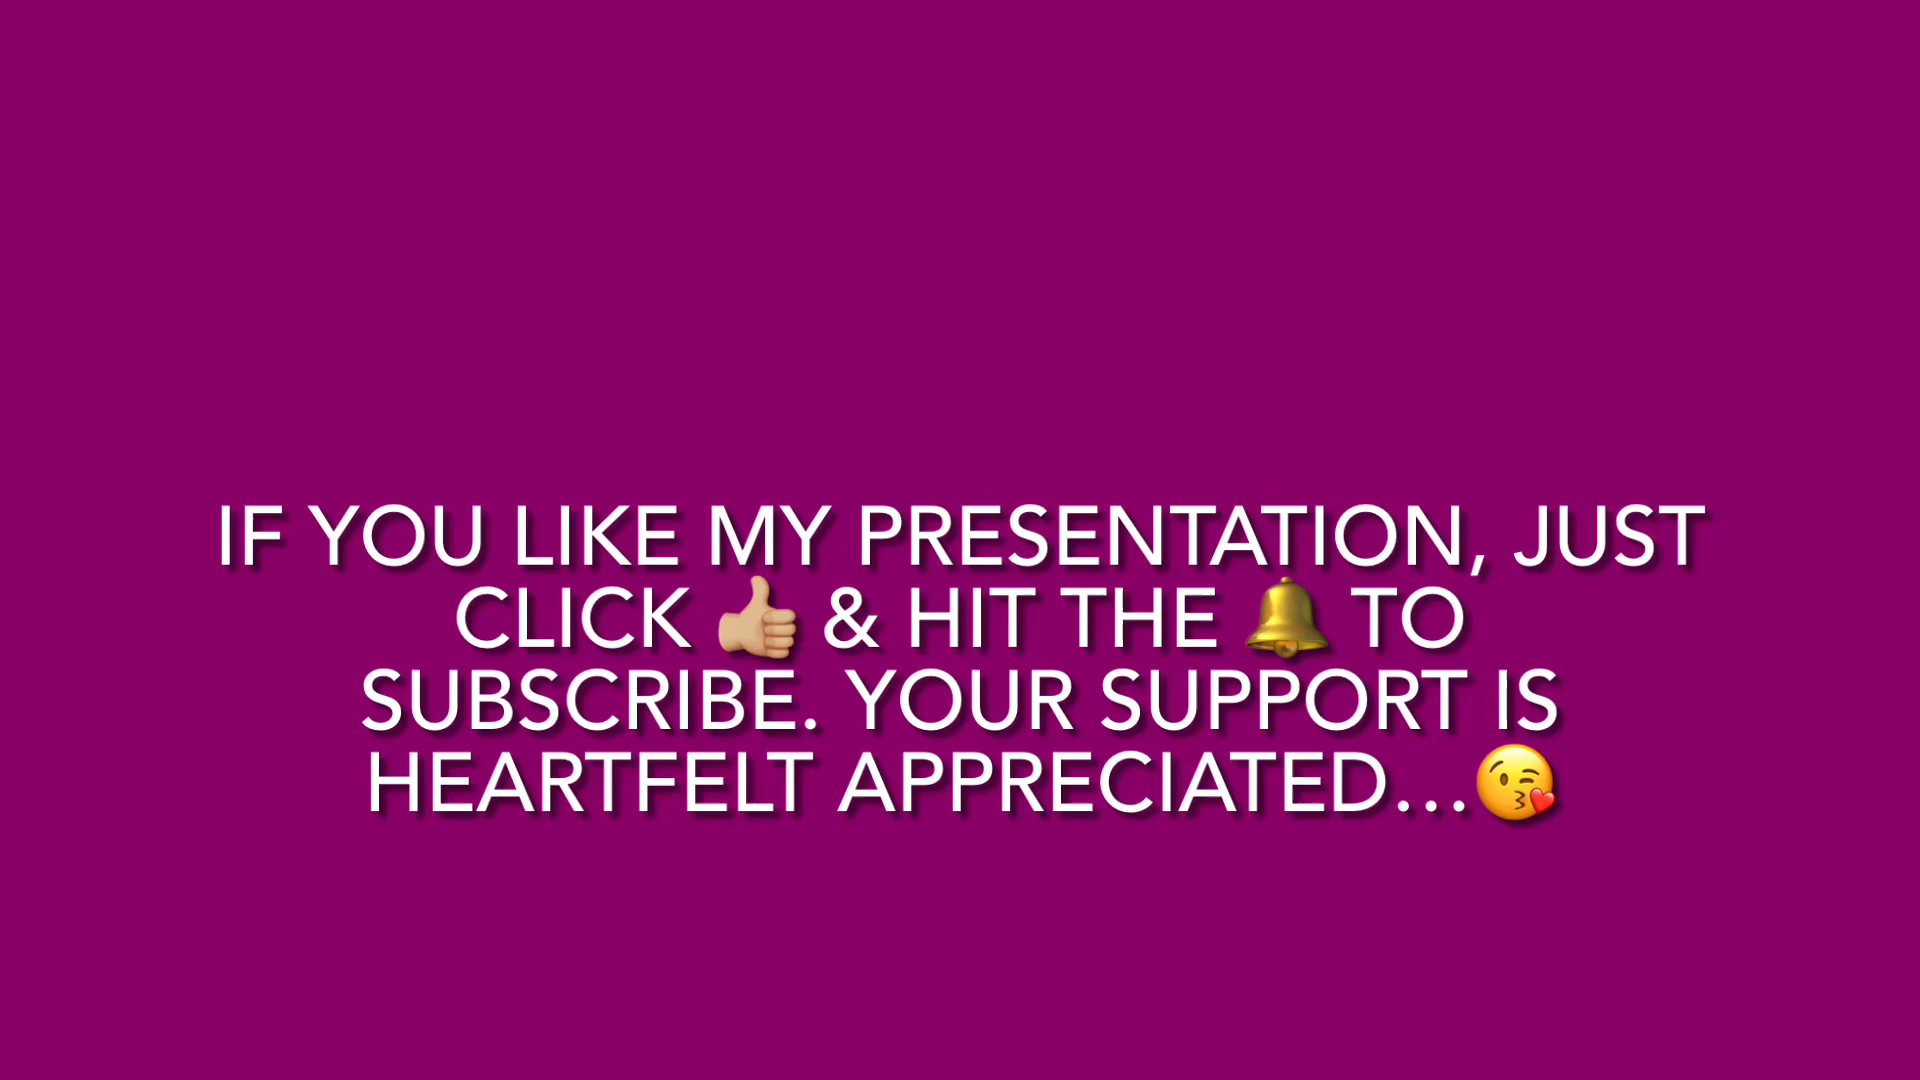 IF YOU LIKE MY PRESENTATION, JUST
CLICK 👍🏼 & HIT THE 🔔 TO
SUBSCRIBE. YOUR SUPPORT IS
HEARTFELT APPRECIATED...😘